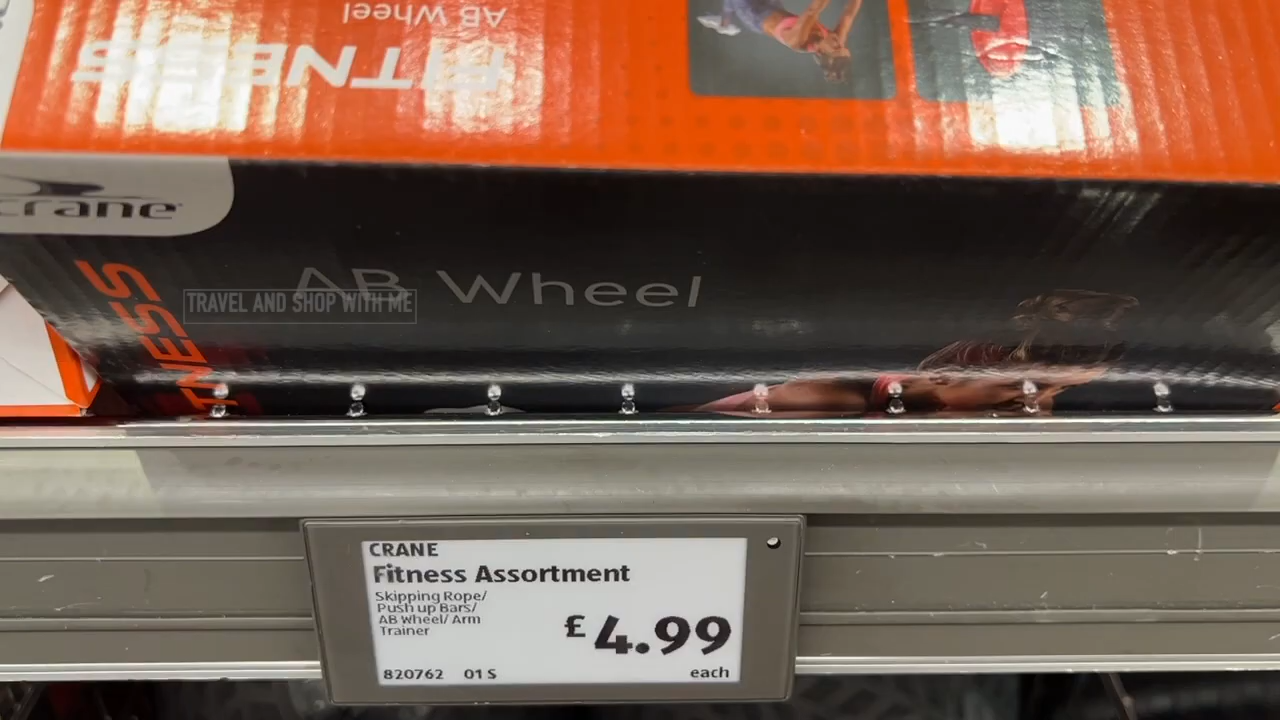 AB Wheel
FITNESS
crane
TNESS
AB Wheel
TRAVEL AND SHOP WITH ME
CRANE
Fitness Assortment
Skipping Rope/
Push up Bars/
AB Wheel/ Arm
Trainer
£4.99
820762 01 S
each